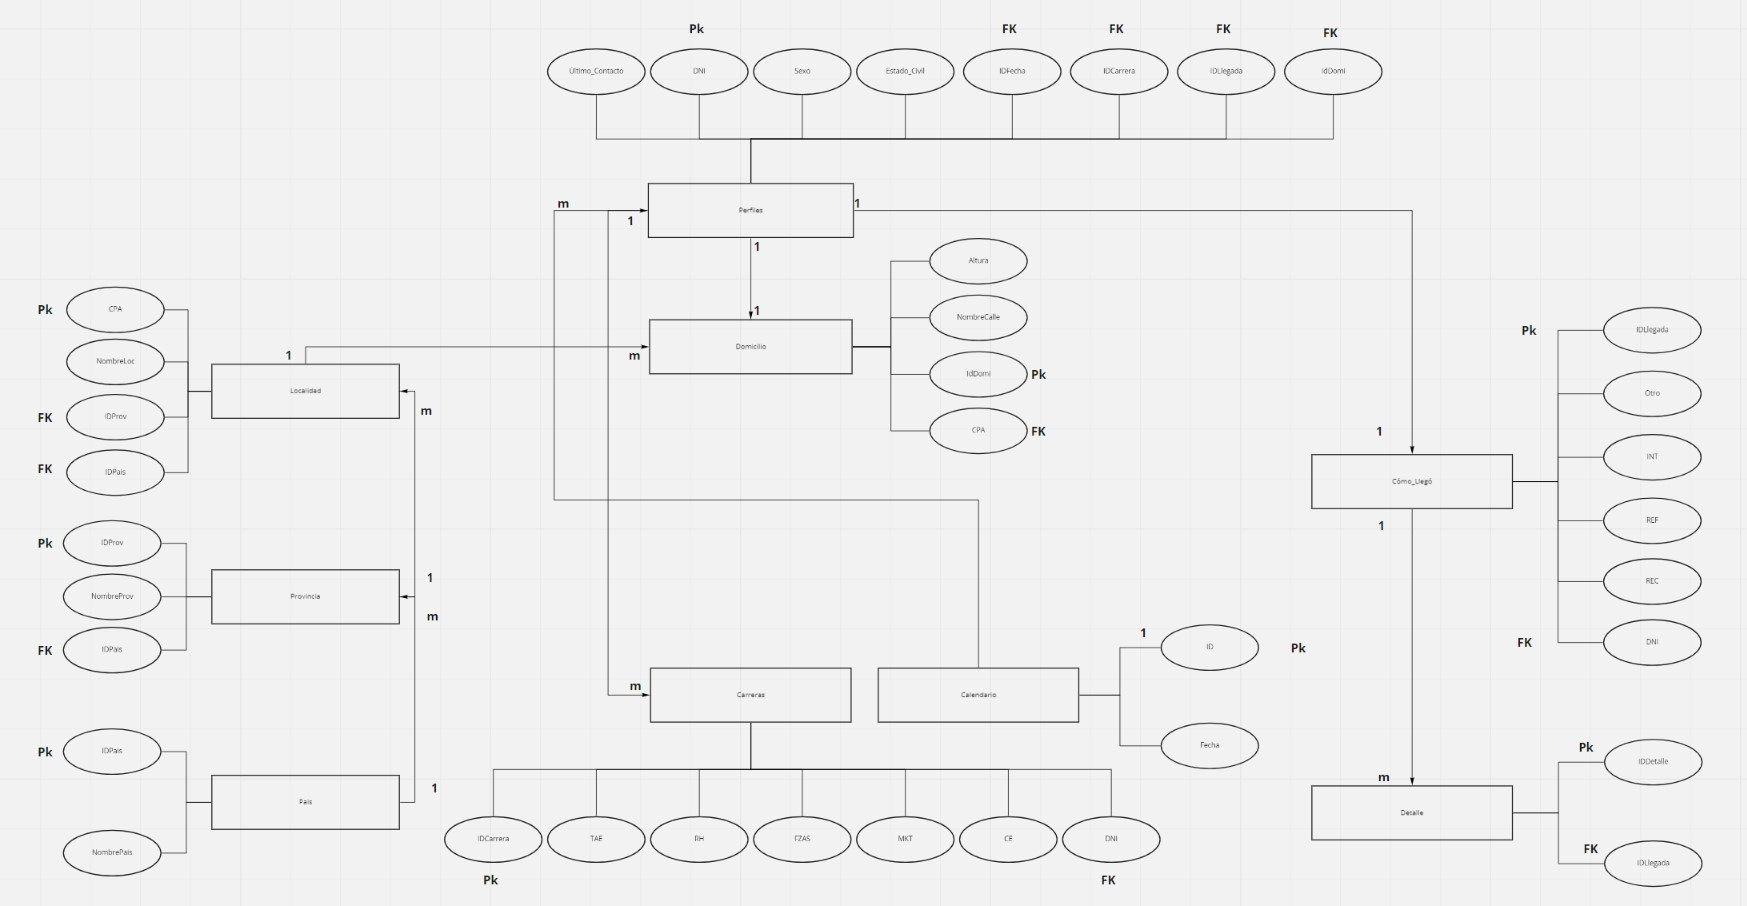 Pk
FK
FK
FK
FK
Último_Contacto
DNI
Sexo
Estado_Civil
IDFecha
IDCarrera
IDLlegada
idDomi
m
1
Perfiles
1
1
Altura
NombreCalle
IdDomi
Pk
CPA
FK
1
m
Domicilio
1
Pk
CPA
NombreLoc
FK
IDProv
FK
IDPais
Localidad
m
Pk
IDProv
NombreProv
FK
IDPais
Provincia
1
m
Pk
IDPais
NombrePais
Pais
1
m
Carreras
Calendario
1
ID
Pk
Fecha
IDCarrera
TAE
RH
FZAS
MKT
CE
DNI
Pk
FK
1
Cómo_Llegó
1
Pk
IDLlegada
Otro
INT
REF
REC
FK
DNI
m
Detalle
Pk
IDDetalle
FK
IDLlegada